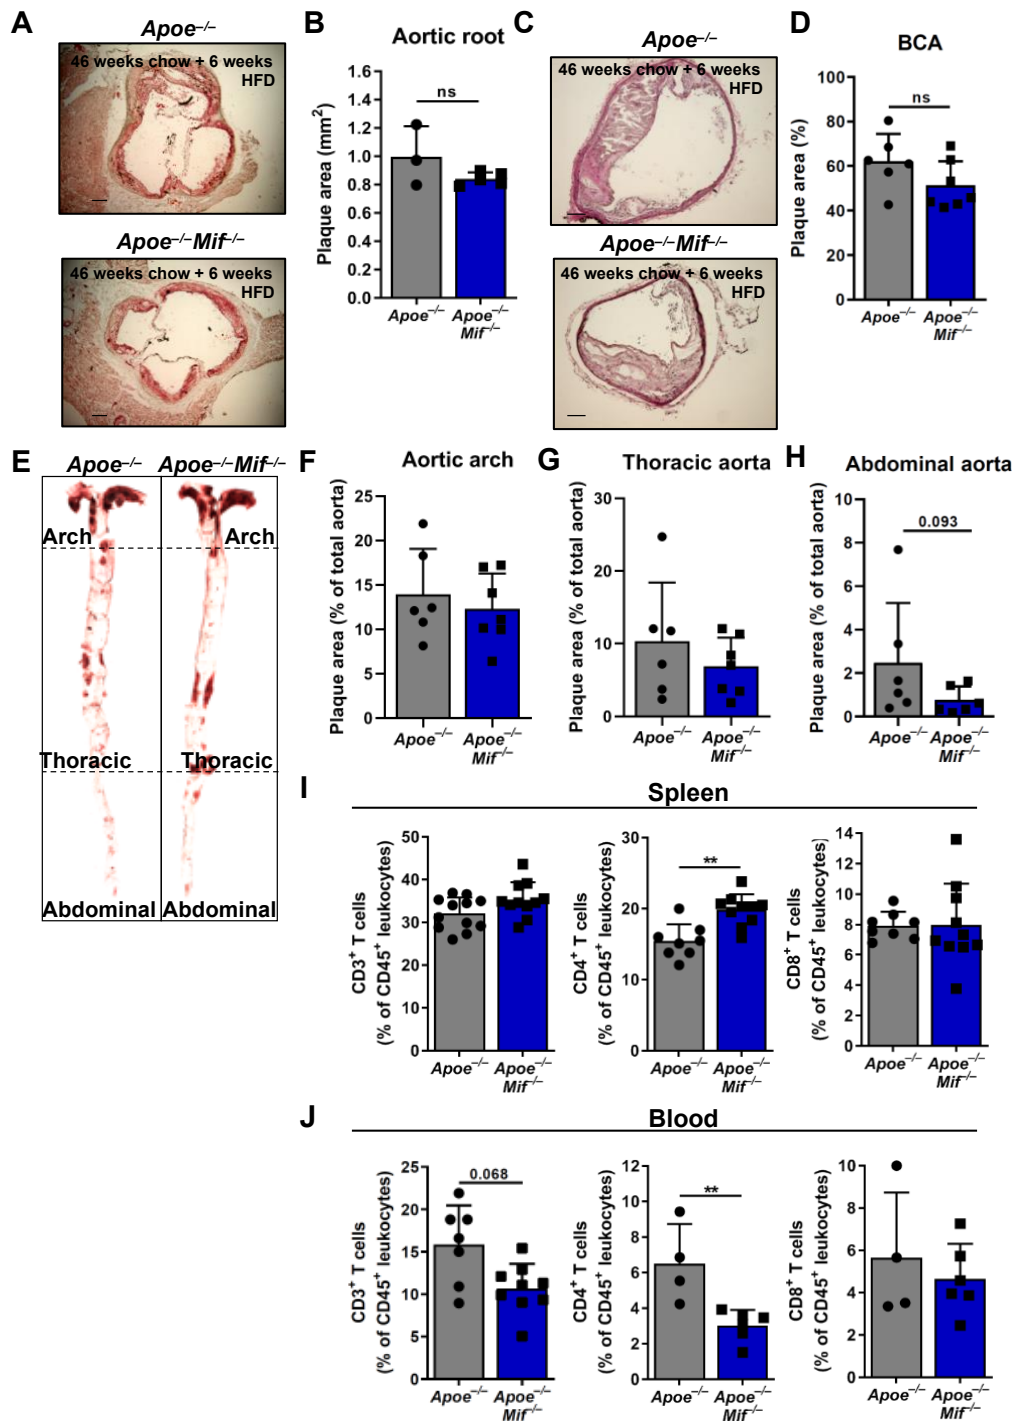 A
Apoe–/–
46 weeks chow + 6 weeks
HFD
Apoe–/–Mif–/–
46 weeks chow + 6 weeks
HFD
B
Aortic root
Plaque area (mm2)
1.6
1.4
1.2
1.0
0.8
0.6
0.4
0.2
0.0
ns
Apoe–/–
Apoe–/–
Mif–/–
C
Apoe–/–
46 weeks chow + 6 weeks
HFD
Apoe–/–Mif–/–
46 weeks chow + 6 weeks
HFD
D
BCA
Plaque area (%)
100
80
60
40
20
0
ns
Apoe–/–
Apoe–/–
Mif–/–
E
Apoe–/–
Apoe–/–Mif–/–
Arch
Arch
Thoracic
Thoracic
Abdominal
Abdominal
F
Aortic arch
Plaque area (% of total aorta)
25
20
15
10
5
0
Apoe–/–
Apoe–/–
Mif–/–
G
Thoracic aorta
Plaque area (% of total aorta)
30
20
10
0
Apoe–/–
Apoe–/–
Mif–/–
H
Abdominal aorta
Plaque area (% of total aorta)
10
8
6
4
2
0
0.093
Apoe–/–
Apoe–/–
Mif–/–
I
Spleen
CD3+ T cells
(% of CD45+ leukocytes)
50
40
30
20
10
0
Apoe–/–
Apoe–/–
Mif–/–
CD4+ T cells
(% of CD45+ leukocytes)
30
20
10
0
**
Apoe–/–
Apoe–/–
Mif–/–
CD8+ T cells
(% of CD45+ leukocytes)
14
12
10
8
6
4
2
0
Apoe–/–
Apoe–/–
Mif–/–
J
Blood
CD3+ T cells
(% of CD45+ leukocytes)
25
20
15
10
5
0
0.068
Apoe–/–
Apoe–/–
Mif–/–
CD4+ T cells
(% of CD45+ leukocytes)
12
10
8
6
4
2
0
**
Apoe–/–
Apoe–/–
Mif–/–
CD8+ T cells
(% of CD45+ leukocytes)
10
8
6
4
2
0
Apoe–/–
Apoe–/–
Mif–/–